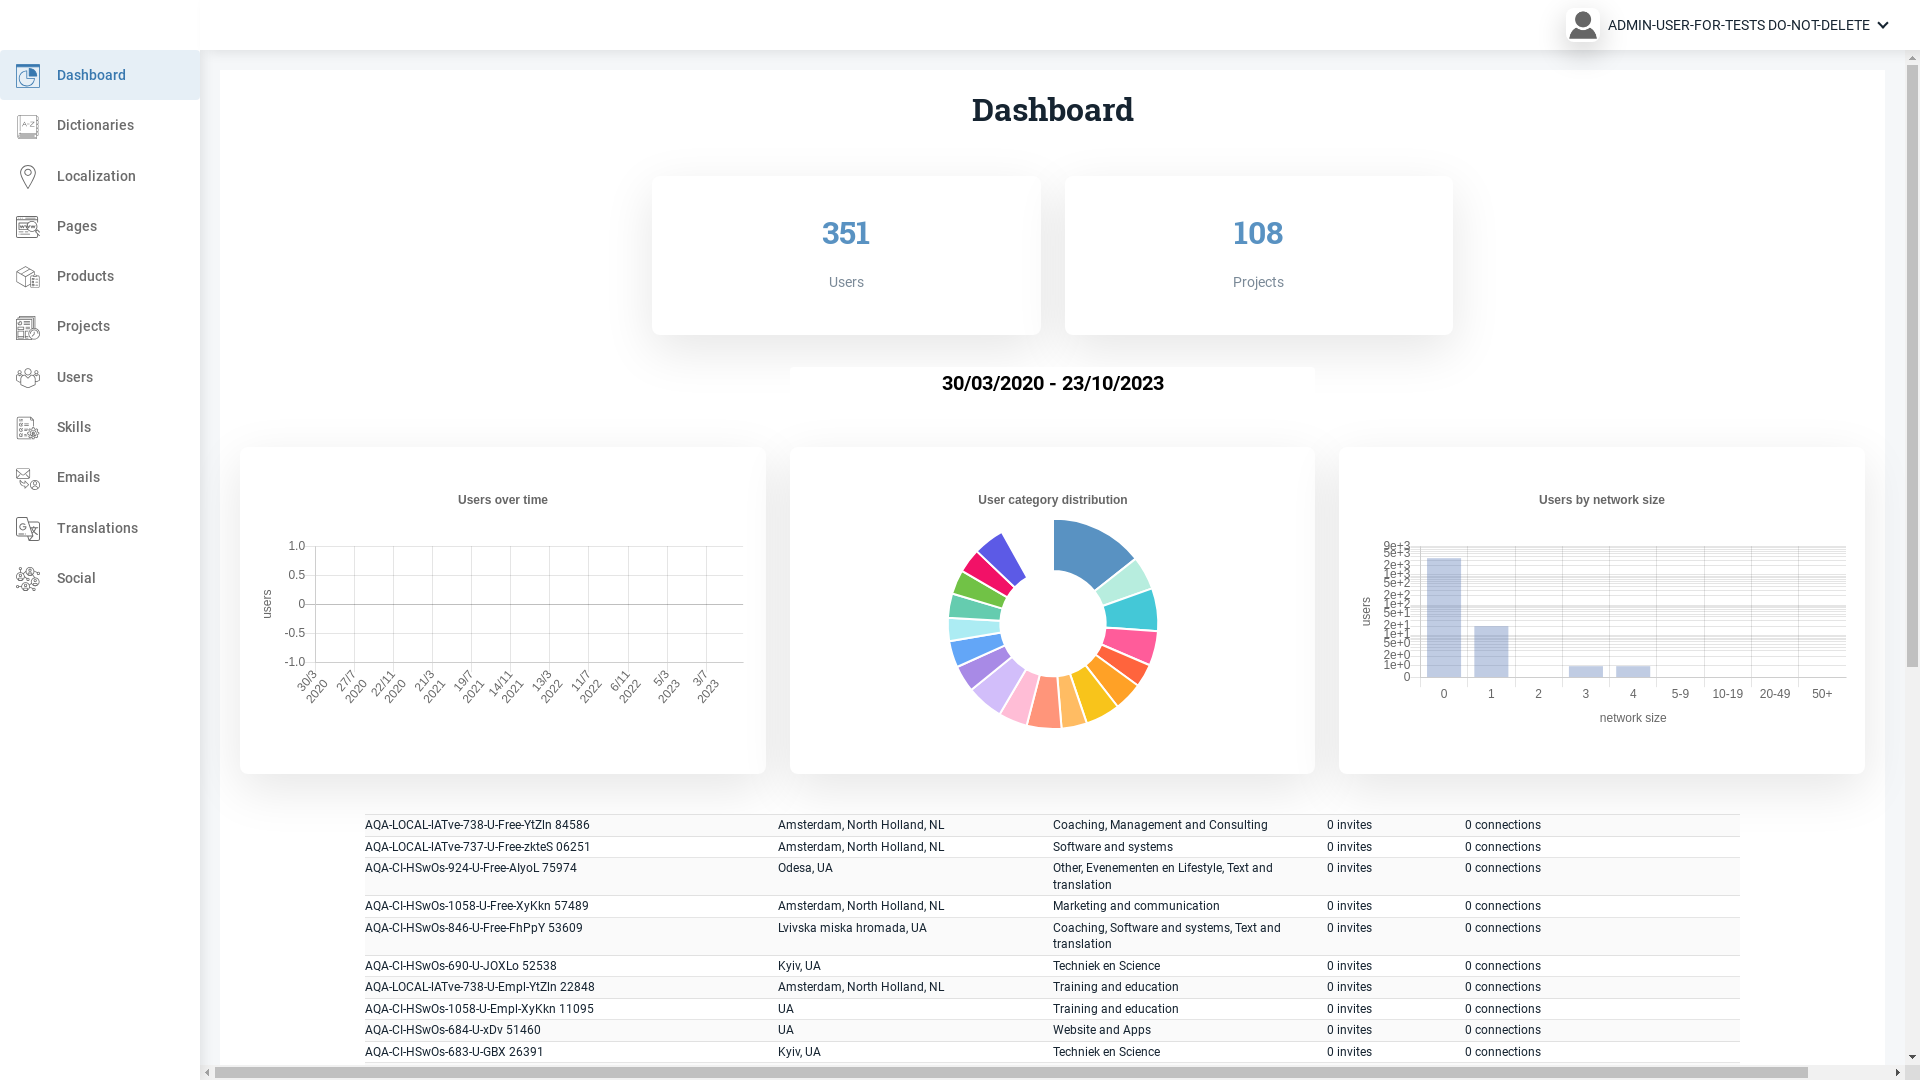 ADMIN-USER-FOR-TESTS DO-NOT-DELETE
Dashboard
Dictionaries
Localization
Pages
Products
Projects
Users
Skills
Emails
Translations
Social
Dashboard
351
Users
108
Projects
30/03/2020 - 23/10/2023
Users over time
1.0
0.5
0
-0.5
-1.0
users
30/3 2020
27/7 2020
22/11 2020
21/3 2021
19/7 2021
14/11 2021
13/3 2022
11/7 2022
6/11 2022
5/3 2023
3/7 2023
User category distribution
Users by network size
9e+3
5e+3
2e+3
1e+3
5e+2
2e+2
1e+2
5e+1
2e+1
1e+1
5e+0
2e+0
1e+0
0
users
0 1 2 3 4 5-9 10-19 20-49 50+
network size
AQA-LOCAL-IATve-738-U-Free-YtZln 84586 Amsterdam, North Holland, NL Coaching, Management and Consulting 0 invites 0 connections
AQA-LOCAL-IATve-737-U-Free-zkteS 06251 Amsterdam, North Holland, NL Software and systems 0 invites 0 connections
AQA-CI-HSwOs-924-U-Free-AIyoL 75974 Odesa, UA Other, Evenementen en Lifestyle, Text and 0 invites 0 connections
translation
AQA-CI-HSwOs-1058-U-Free-XyKkn 57489 Amsterdam, North Holland, NL Marketing and communication 0 invites 0 connections
AQA-CI-HSwOs-846-U-Free-FhPpY 53609 Lvivska miska hromada, UA Coaching, Software and systems, Text and 0 invites 0 connections
translation
AQA-CI-HSwOs-690-U-JOXLo 52538 Kyiv, UA Techniek en Science 0 invites 0 connections
AQA-LOCAL-IATve-738-U-Empl-YtZln 22848 Amsterdam, North Holland, NL Training and education 0 invites 0 connections
AQA-CI-HSwOs-1058-U-Empl-XyKkn 11095 UA Training and education 0 invites 0 connections
AQA-CI-HSwOs-684-U-xDv 51460 UA Website and Apps 0 invites 0 connections
AQA-CI-HSwOs-683-U-GBX 26391 Kyiv, UA Techniek en Science 0 invites 0 connections